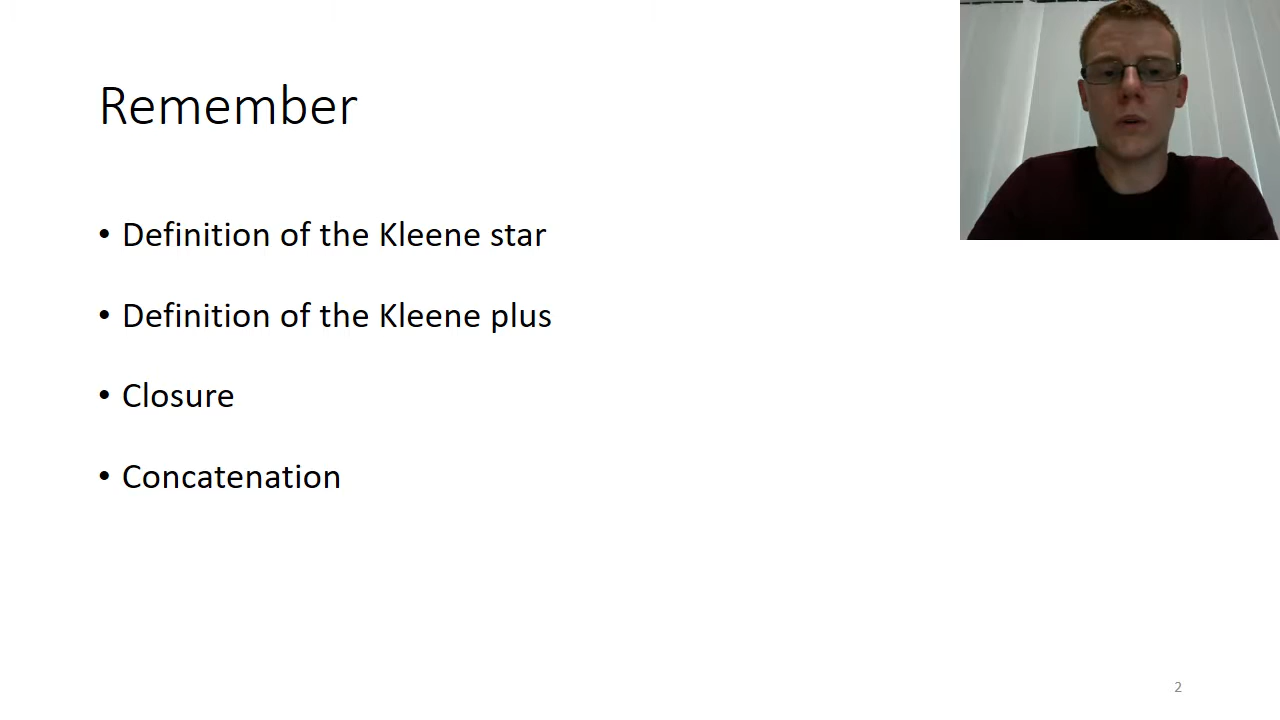 Remember
• Definition of the Kleene star
• Definition of the Kleene plus
• Closure
• Concatenation
2